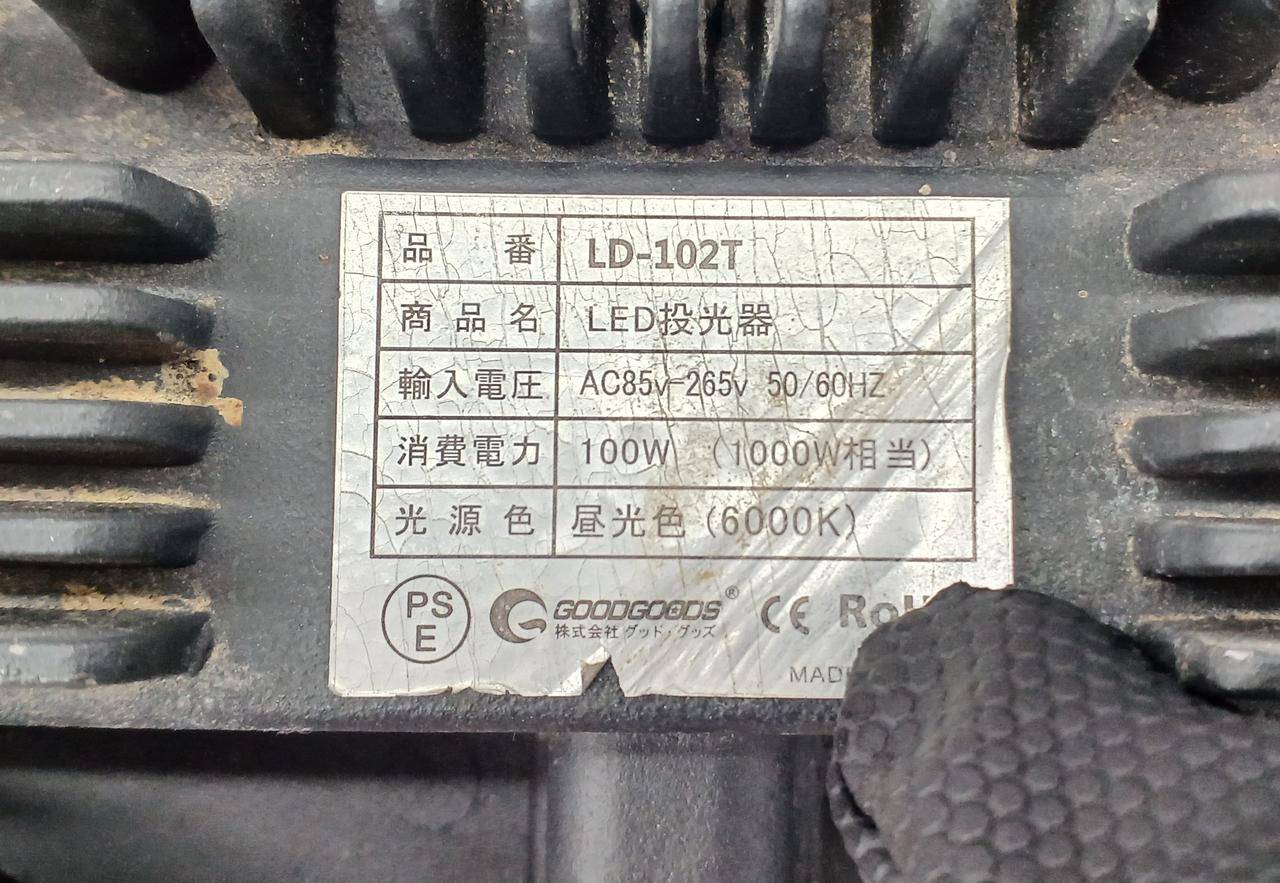 品番 LD-102T
商品名 LED投光器
輸入電圧 AC85v-265v 50/60HZ
消費電力 100W （1000W相当）
光源色 昼光色（6000K）
PS
E
GOODGOODS®
株式会社 グッド・グッズ
CE